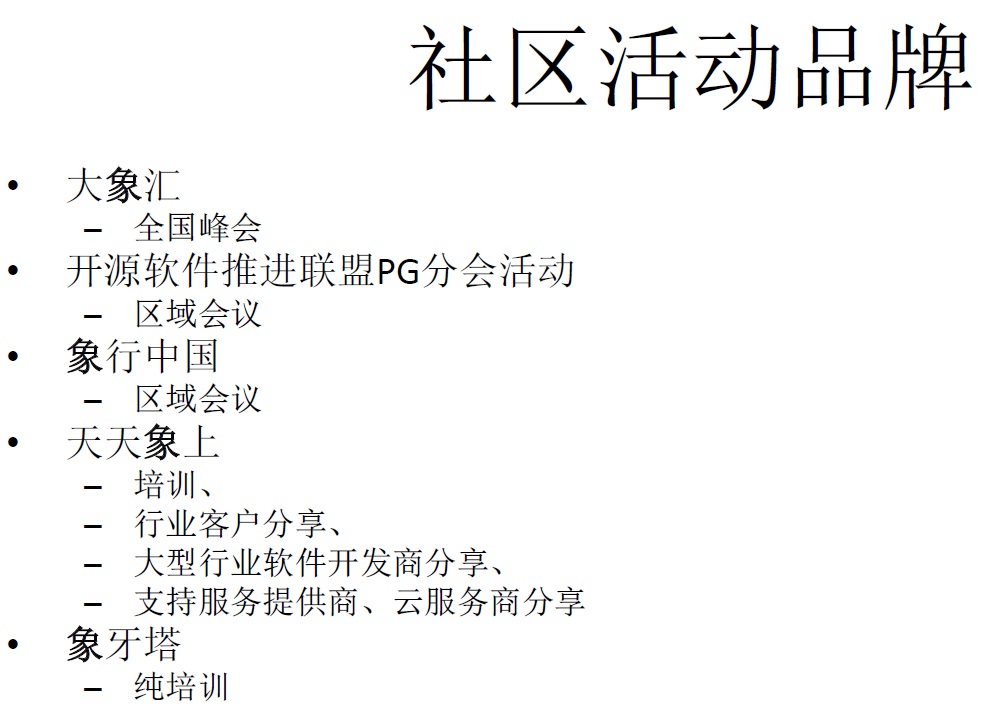 社区活动品牌
• 大象汇
– 全国峰会
• 开源软件推进联盟PG分会活动
– 区域会议
• 象行中国
– 区域会议
• 天天象上
– 培训、
– 行业客户分享、
– 大型行业软件开发商分享、
– 支持服务提供商、云服务商分享
• 象牙塔
– 纯培训